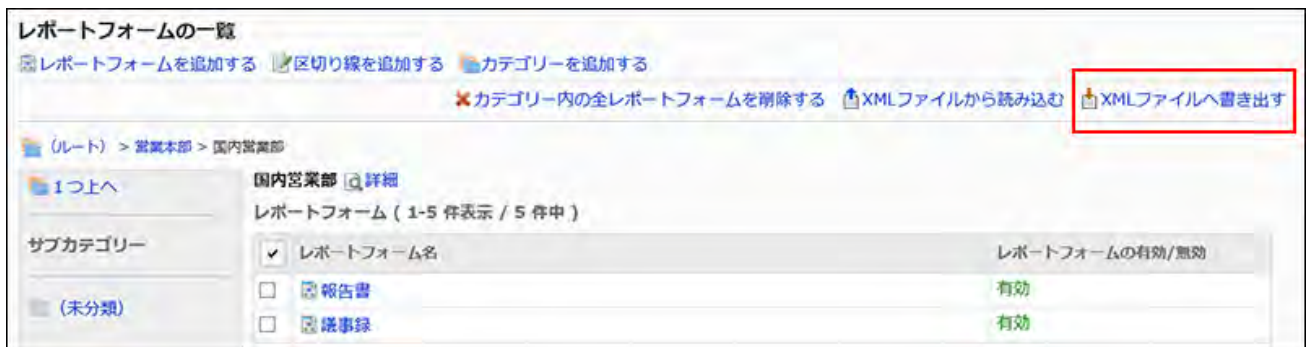 レポートフォームの一覧
レポートフォームを追加する 区切り線を追加する カテゴリーを追加する
カテゴリー内の全レポートフォームを削除する XMLファイルから読み込む XMLファイルへ書き出す
(ルート) > 営業本部 > 国内営業部
1つ上へ
サブカテゴリー
(未分類)
国内営業部 詳細
レポートフォーム ( 1-5 件表示 / 5 件中 )
レポートフォーム名 レポートフォームの有効/無効
報告書 有効
議事録 有効